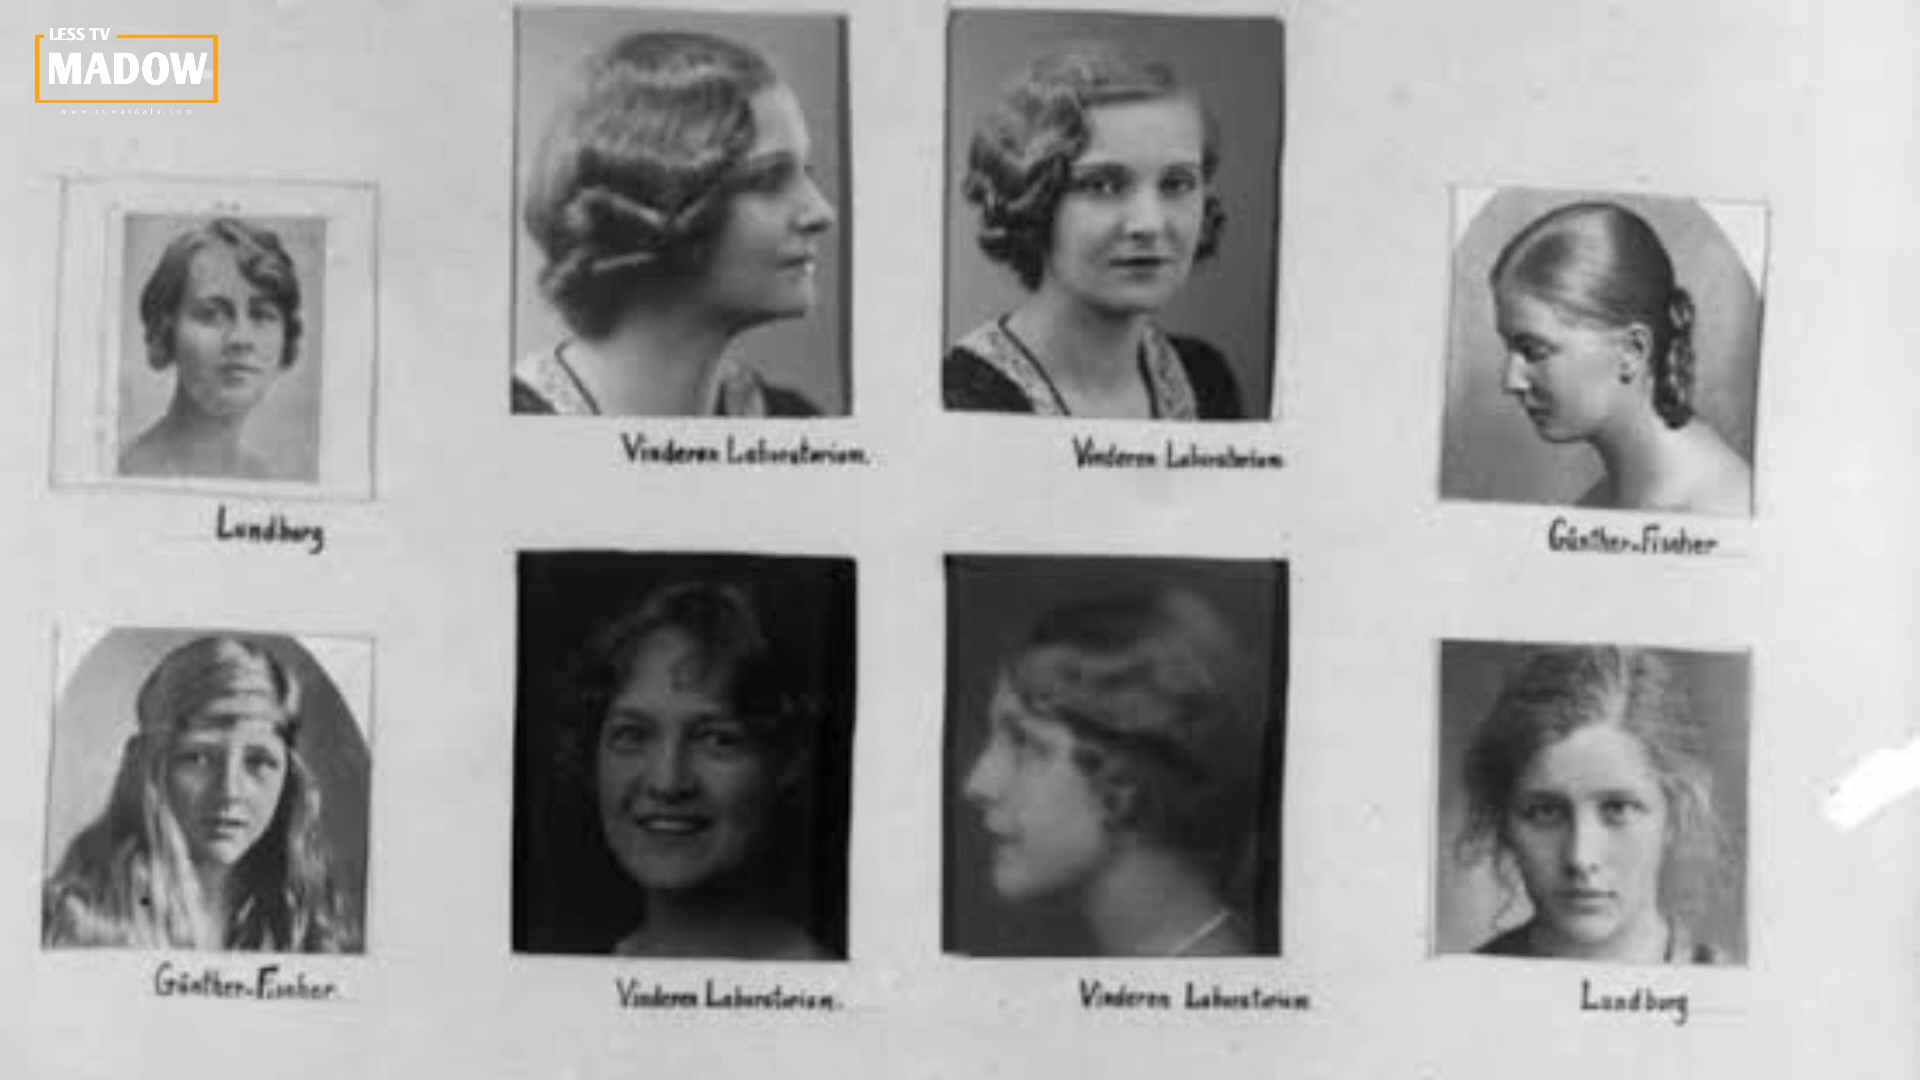 LESS TV
MADOW
Vinderen Laboratorium.
Vinderen Laboratorium
Lundborg
Günther-Fischer
Günther-Fischer.
Vinderen Laboratorium.
Vinderen Laboratorium
Lundborg